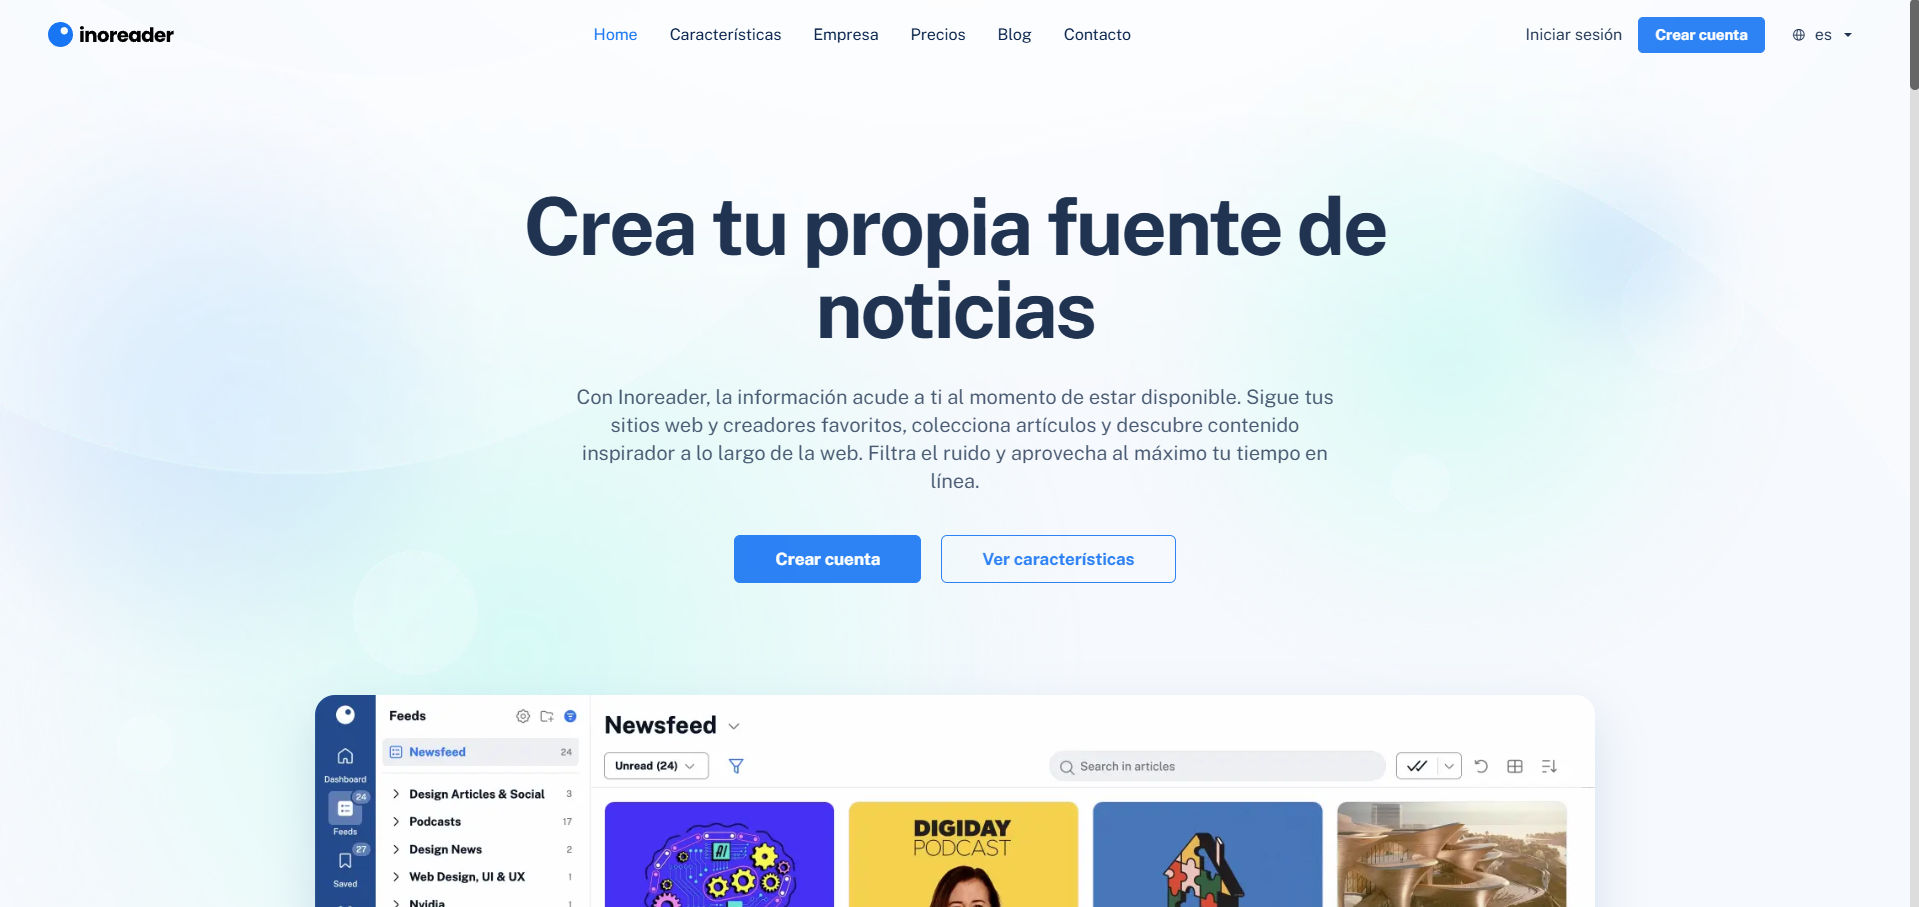 inoreader
Home
Características
Empresa
Precios
Blog
Contacto
Iniciar sesión
Crear cuenta
es
Crea tu propia fuente de
noticias
Con Inoreader, la información acude a ti al momento de estar disponible. Sigue tus
sitios web y creadores favoritos, colecciona artículos y descubre contenido
inspirador a lo largo de la web. Filtra el ruido y aprovecha al máximo tu tiempo en
línea.
Crear cuenta
Ver características
Dashboard
24
Feeds
27
Saved
Feeds
Newsfeed 24
Design Articles & Social 3
Podcasts 17
Design News 2
Web Design, UI & UX 1
Nvidia 1
Newsfeed
Unread (24)
Search in articles
AI
DIGIDAY
PODCAST